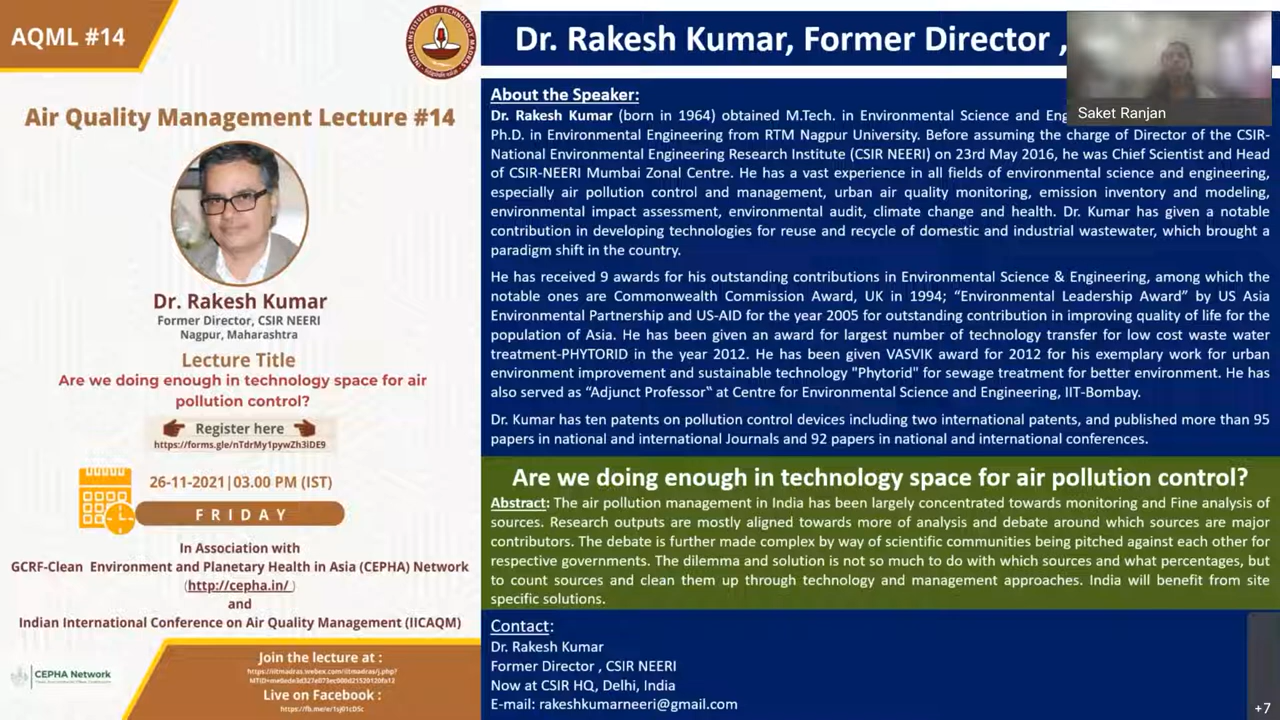 AQML #14
Air Quality Management Lecture #14
Dr. Rakesh Kumar
Former Director, CSIR NEERI
Nagpur, Maharashtra
Lecture Title
Are we doing enough in technology space for air
pollution control?
Register here
https://forms.gle/nTdrMy1pywZh3iDE9
26-11-2021|03.00 PM (IST)
FRIDAY
In Association with
GCRF-Clean Environment and Planetary Health in Asia (CEPHA) Network
(http://cepha.in/ )
and
Indian International Conference on Air Quality Management (IICAQM)
CEPHA Network
Join the lecture at :
Live on Facebook :
https://fb.me/e/1sj01cD5c
Dr. Rakesh Kumar, Former Director ,
Saket Ranjan
About the Speaker:
Dr. Rakesh Kumar (born in 1964) obtained M.Tech. in Environmental Science and Eng
Ph.D. in Environmental Engineering from RTM Nagpur University. Before assuming the charge of Director of the CSIR-
National Environmental Engineering Research Institute (CSIR NEERI) on 23rd May 2016, he was Chief Scientist and Head
of CSIR-NEERI Mumbai Zonal Centre. He has a vast experience in all fields of environmental science and engineering,
especially air pollution control and management, urban air quality monitoring, emission inventory and modeling,
environmental impact assessment, environmental audit, climate change and health. Dr. Kumar has given a notable
contribution in developing technologies for reuse and recycle of domestic and industrial wastewater, which brought a
paradigm shift in the country.
He has received 9 awards for his outstanding contributions in Environmental Science & Engineering, among which the
notable ones are Commonwealth Commission Award, UK in 1994; “Environmental Leadership Award” by US Asia
Environmental Partnership and US-AID for the year 2005 for outstanding contribution in improving quality of life for the
population of Asia. He has been given an award for largest number of technology transfer for low cost waste water
treatment-PHYTORID in the year 2012. He has been given VASVIK award for 2012 for his exemplary work for urban
environment improvement and sustainable technology "Phytorid" for sewage treatment for better environment. He has
also served as “Adjunct Professor“ at Centre for Environmental Science and Engineering, IIT-Bombay.
Dr. Kumar has ten patents on pollution control devices including two international patents, and published more than 95
papers in national and international Journals and 92 papers in national and international conferences.
Are we doing enough in technology space for air pollution control?
Abstract: The air pollution management in India has been largely concentrated towards monitoring and Fine analysis of
sources. Research outputs are mostly aligned towards more of analysis and debate around which sources are major
contributors. The debate is further made complex by way of scientific communities being pitched against each other for
respective governments. The dilemma and solution is not so much to do with which sources and what percentages, but
to count sources and clean them up through technology and management approaches. India will benefit from site
specific solutions.
Contact:
Dr. Rakesh Kumar
Former Director , CSIR NEERI
Now at CSIR HQ, Delhi, India
E-mail: rakeshkumarneeri@gmail.com
+7